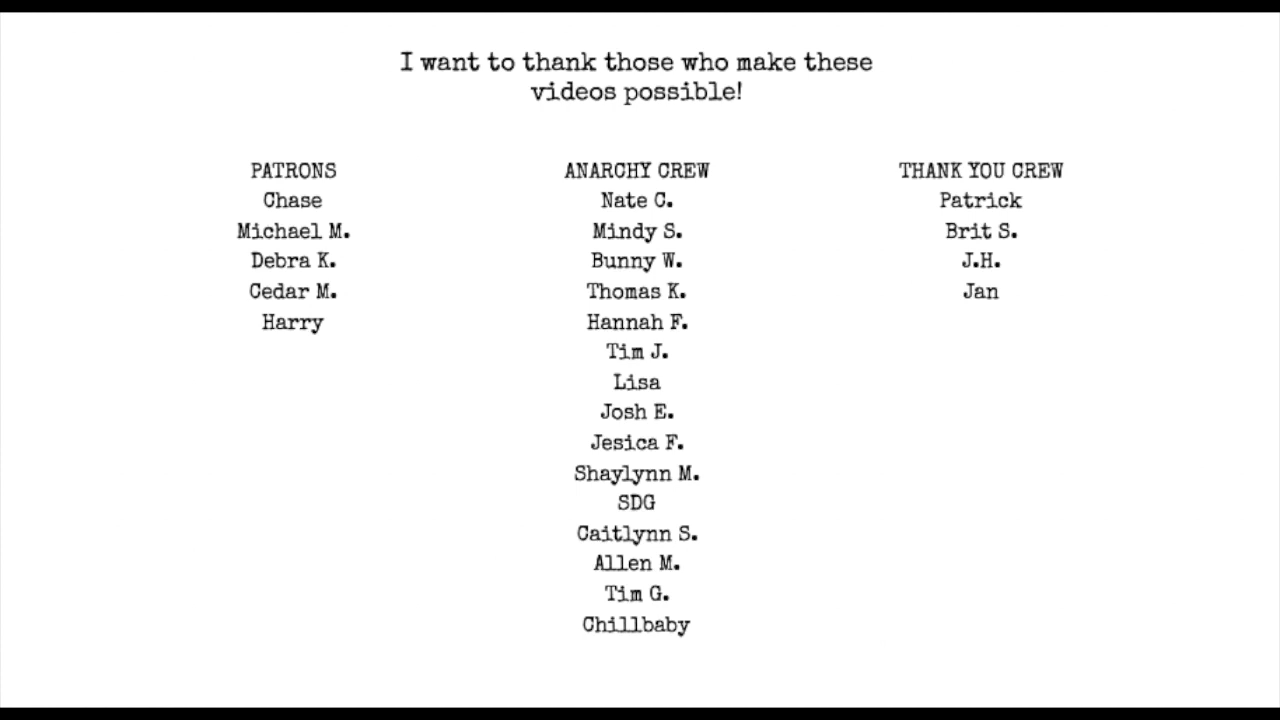 I want to thank those who make these
videos possible!
PATRONS
Chase
Michael M.
Debra K.
Cedar M.
Harry
ANARCHY CREW
Nate C.
Mindy S.
Bunny W.
Thomas K.
Hannah F.
Tim J.
Lisa
Josh E.
Jesica F.
Shaylynn M.
SDG
Caitlynn S.
Allen M.
Tim G.
Chillbaby
THANK YOU CREW
Patrick
Brit S.
J.H.
Jan